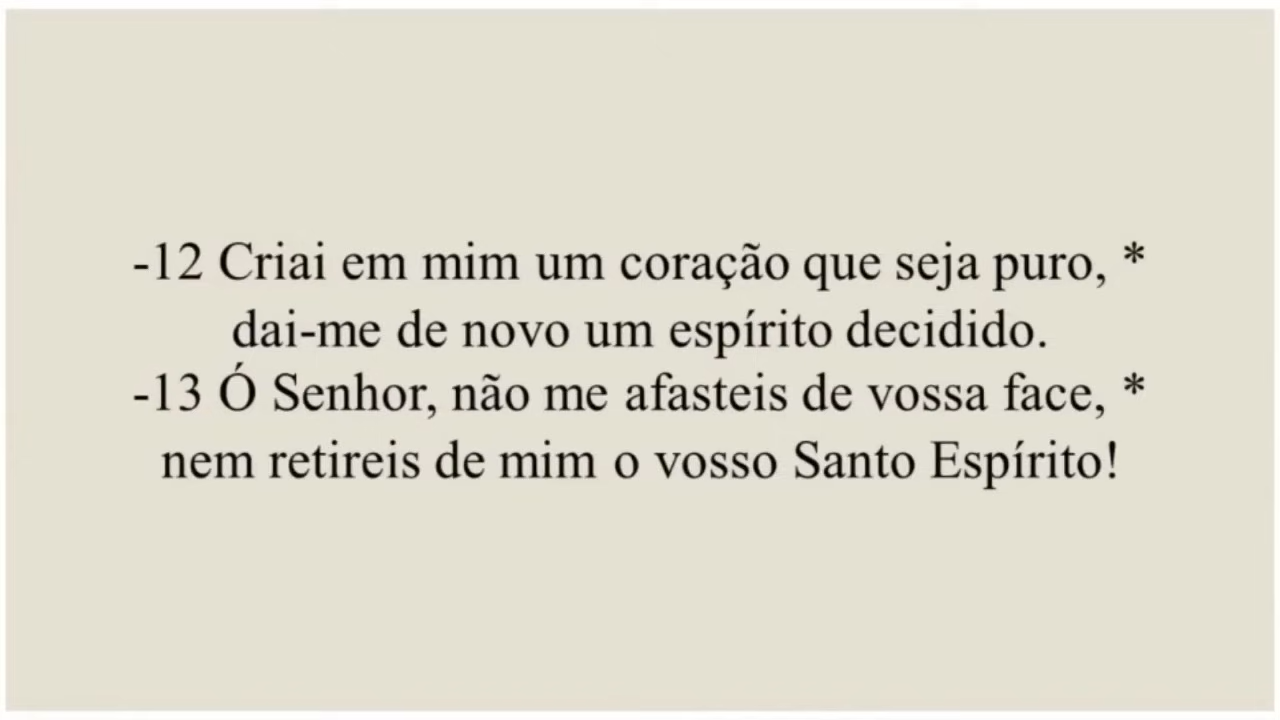 -12 Criai em mim um coração que seja puro, *
dai-me de novo um espírito decidido.
-13 Ó Senhor, não me afasteis de vossa face, *
nem retireis de mim o vosso Santo Espírito!